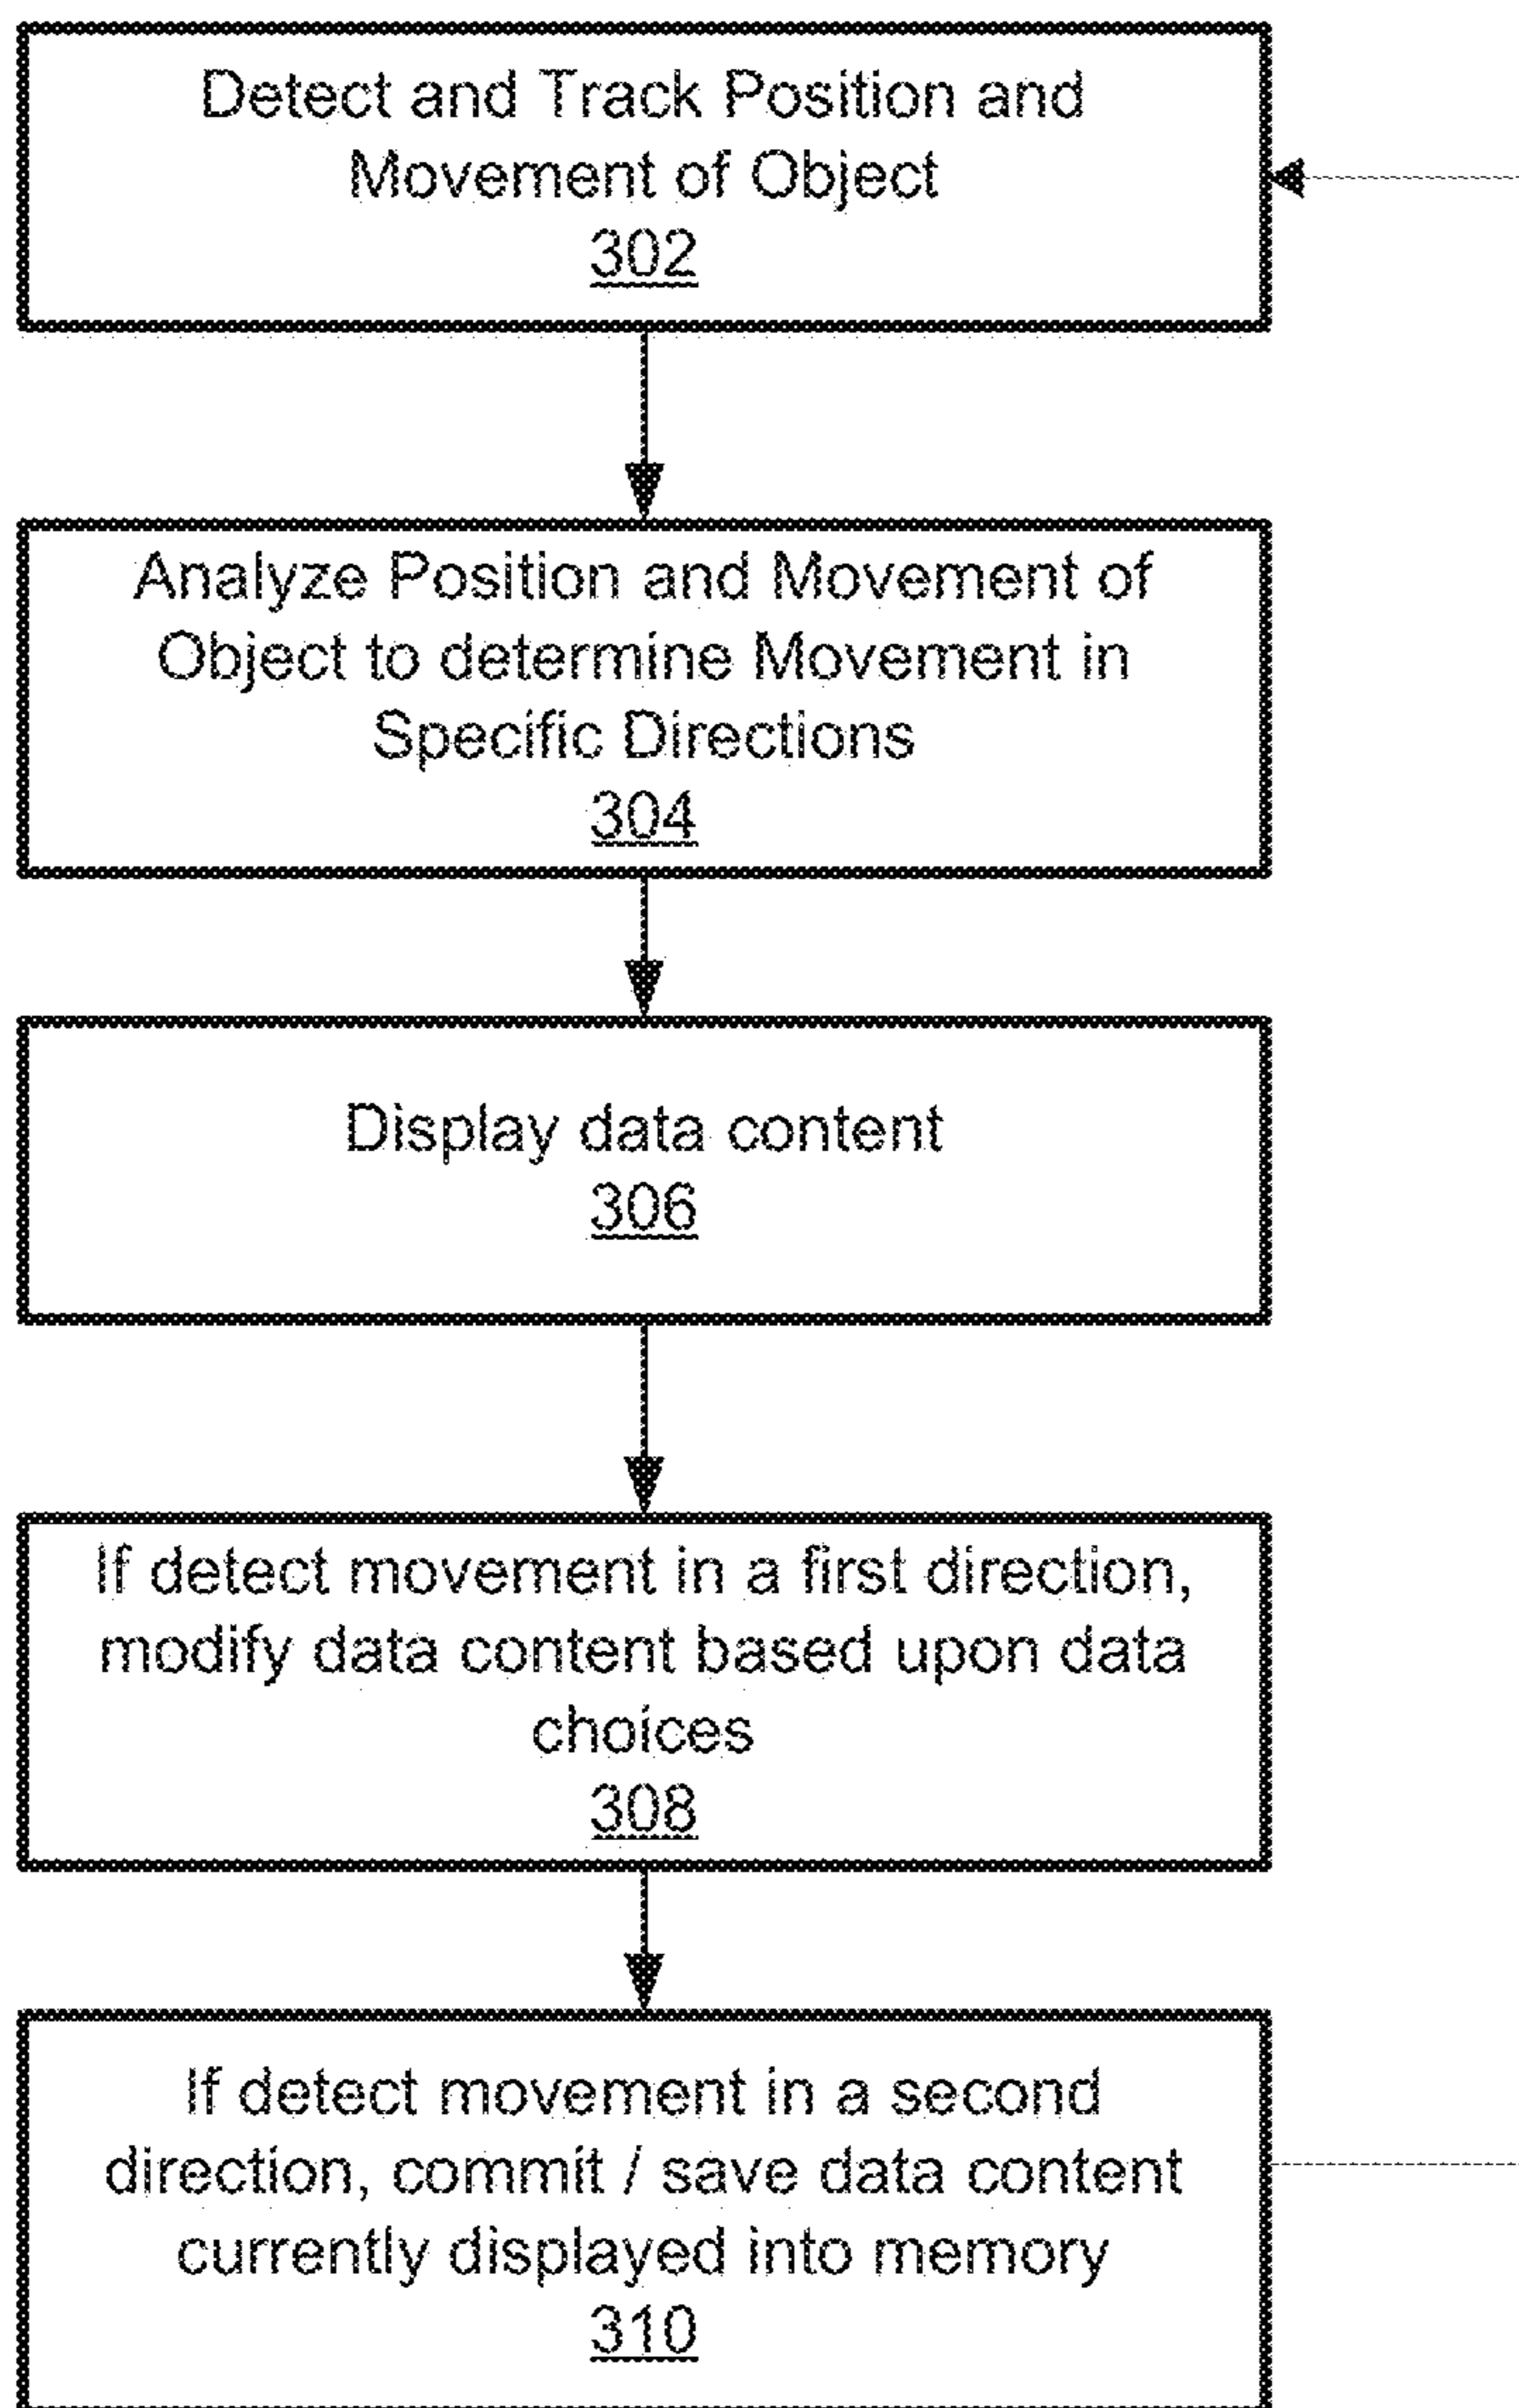 Detect and Track Position and
Movement of Object
302
Analyze Position and Movement of
Object to determine Movement in
Specific Directions
304
Display data content
306
If detect movement in a first direction,
modify data content based upon data
choices
308
If detect movement in a second
direction, commit / save data content
currently displayed into memory
310